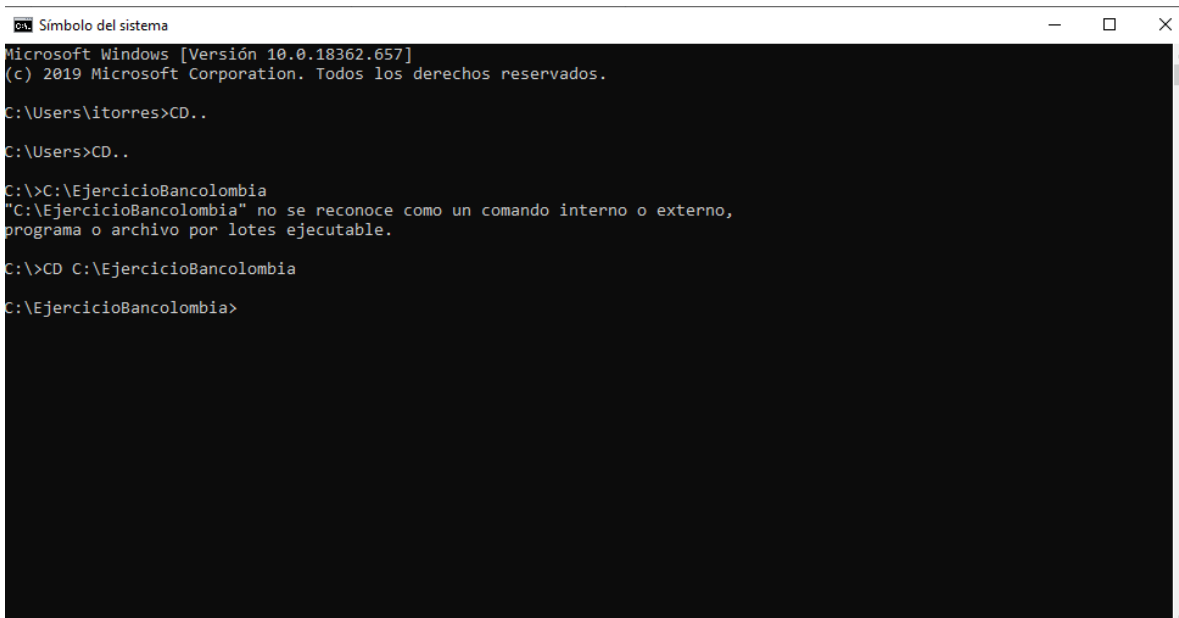 Símbolo del sistema
Microsoft Windows [Versión 10.0.18362.657]
(c) 2019 Microsoft Corporation. Todos los derechos reservados.
C:\Users\itorres>CD..
C:\Users>CD..
C:\>C:\EjercicioBancolombia
"C:\EjercicioBancolombia" no se reconoce como un comando interno o externo,
programa o archivo por lotes ejecutable.
C:\>CD C:\EjercicioBancolombia
C:\EjercicioBancolombia>